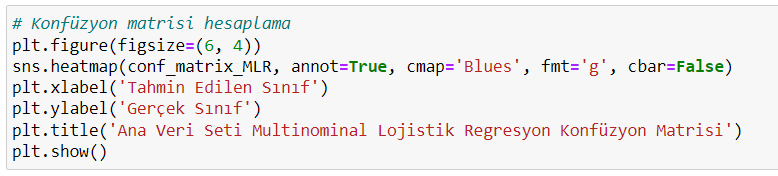 # Konfüzyon matrisi hesaplama
plt.figure(figsize=(6, 4))
sns.heatmap(conf_matrix_MLR, annot=True, cmap='Blues', fmt='g', cbar=False)
plt.xlabel('Tahmin Edilen Sınıf')
plt.ylabel('Gerçek Sınıf')
plt.title('Ana Veri Seti Multinominal Lojistik Regresyon Konfüzyon Matrisi')
plt.show()